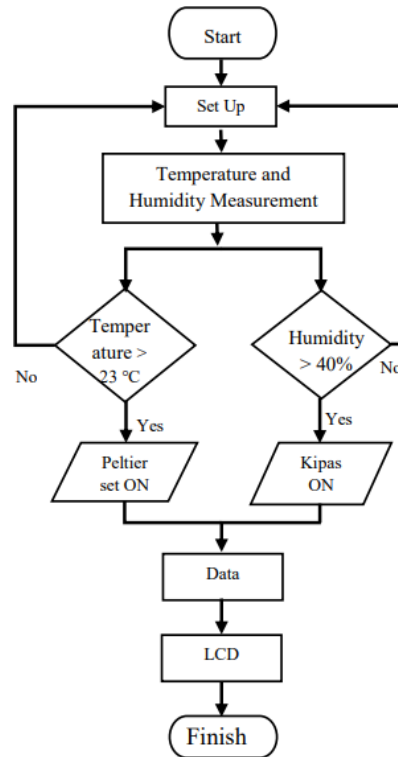 Start
Set Up
Temperature and
Humidity Measurement
Temper
ature >
23 °C
No
Humidity
> 40%
No
Yes
Yes
Peltier
set ON
Kipas
ON
Data
LCD
Finish